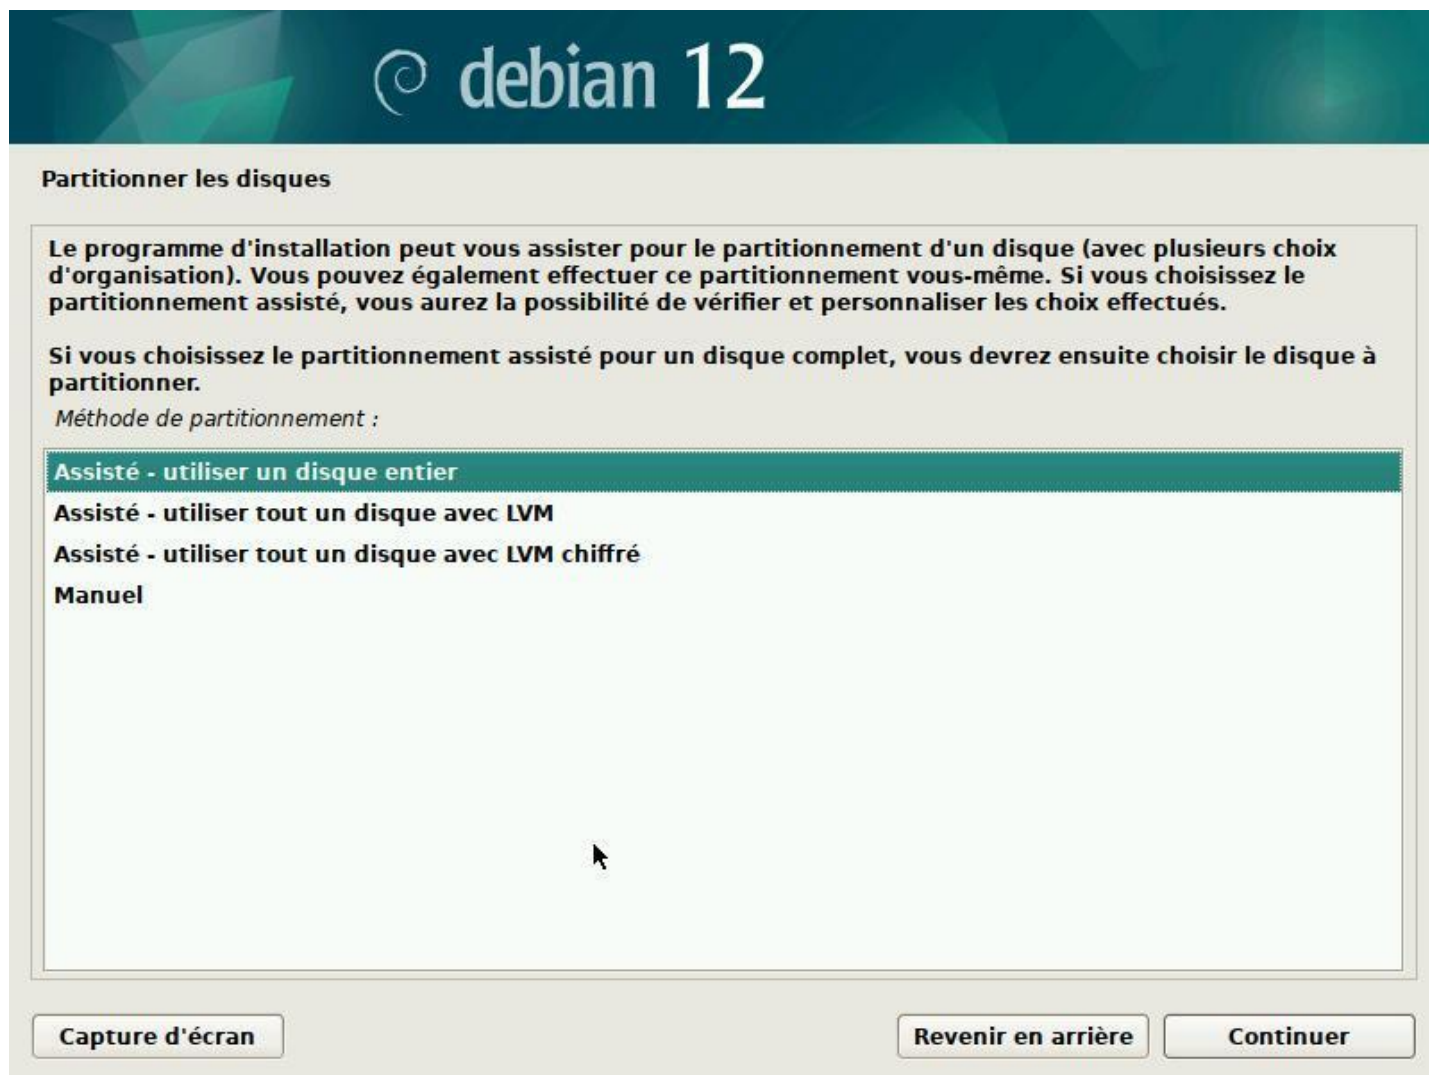 debian 12
Partitionner les disques
Le programme d'installation peut vous assister pour le partitionnement d'un disque (avec plusieurs choix
d'organisation). Vous pouvez également effectuer ce partitionnement vous-même. Si vous choisissez le
partitionnement assisté, vous aurez la possibilité de vérifier et personnaliser les choix effectués.
Si vous choisissez le partitionnement assisté pour un disque complet, vous devrez ensuite choisir le disque à
partitionner.
Méthode de partitionnement :
Assisté - utiliser un disque entier
Assisté - utiliser tout un disque avec LVM
Assisté - utiliser tout un disque avec LVM chiffré
Manuel
Capture d'écran
Revenir en arrière
Continuer